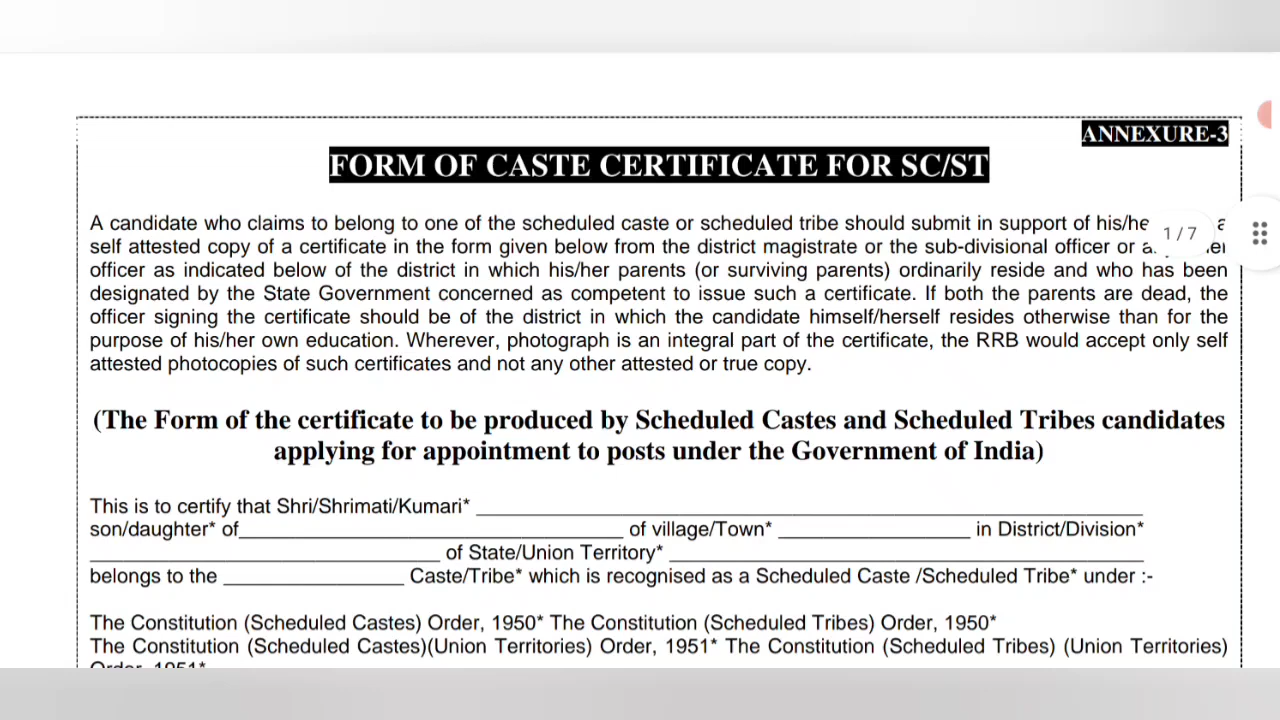 ANNEXURE-3
FORM OF CASTE CERTIFICATE FOR SC/ST
A candidate who claims to belong to one of the scheduled caste or scheduled tribe should submit in support of his/he
self attested copy of a certificate in the form given below from the district magistrate or the sub-divisional officer or
1 / 7
officer as indicated below of the district in which his/her parents (or surviving parents) ordinarily reside and who has been
designated by the State Government concerned as competent to issue such a certificate. If both the parents are dead, the
officer signing the certificate should be of the district in which the candidate himself/herself resides otherwise than for the
purpose of his/her own education. Wherever, photograph is an integral part of the certificate, the RRB would accept only self
attested photocopies of such certificates and not any other attested or true copy.
(The Form of the certificate to be produced by Scheduled Castes and Scheduled Tribes candidates
applying for appointment to posts under the Government of India)
This is to certify that Shri/Shrimati/Kumari* ____________________
son/daughter* of____________________ of village/Town* ____________________ in District/Division*
____________________ of State/Union Territory*____________________
belongs to the ____________________ Caste/Tribe* which is recognised as a Scheduled Caste /Scheduled Tribe* under :-
The Constitution (Scheduled Castes) Order, 1950* The Constitution (Scheduled Tribes) Order, 1950*
The Constitution (Scheduled Castes)(Union Territories) Order, 1951* The Constitution (Scheduled Tribes) (Union Territories)
Order, 1951*